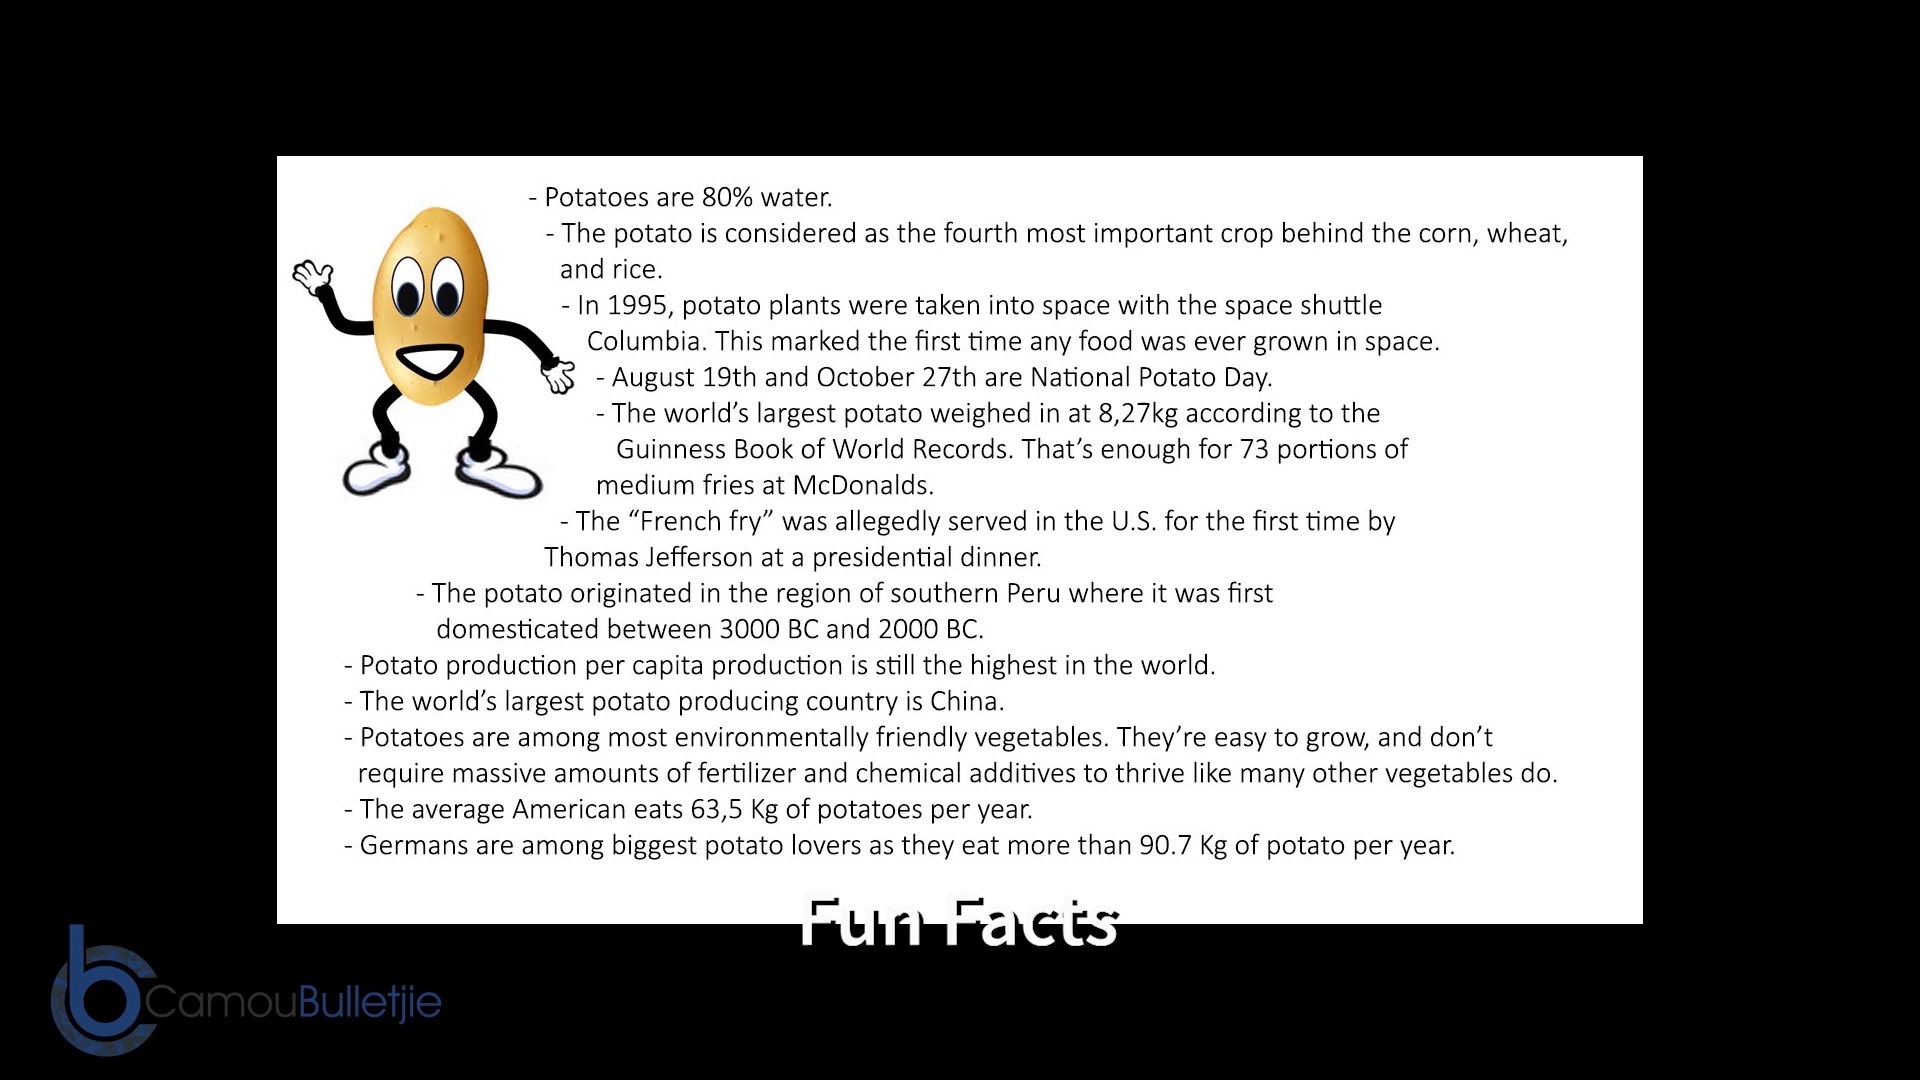 - Potatoes are 80% water.
- The potato is considered as the fourth most important crop behind the corn, wheat,
and rice.
- In 1995, potato plants were taken into space with the space shuttle
Columbia. This marked the first time any food was ever grown in space.
- August 19th and October 27th are National Potato Day.
- The world’s largest potato weighed in at 8,27kg according to the
Guinness Book of World Records. That’s enough for 73 portions of
medium fries at McDonalds.
- The “French fry” was allegedly served in the U.S. for the first time by
Thomas Jefferson at a presidential dinner.
- The potato originated in the region of southern Peru where it was first
domesticated between 3000 BC and 2000 BC.
- Potato production per capita production is still the highest in the world.
- The world’s largest potato producing country is China.
- Potatoes are among most environmentally friendly vegetables. They’re easy to grow, and don’t
require massive amounts of fertilizer and chemical additives to thrive like many other vegetables do.
- The average American eats 63,5 Kg of potatoes per year.
- Germans are among biggest potato lovers as they eat more than 90.7 Kg of potato per year.
Fun Facts
CamouBulletjie